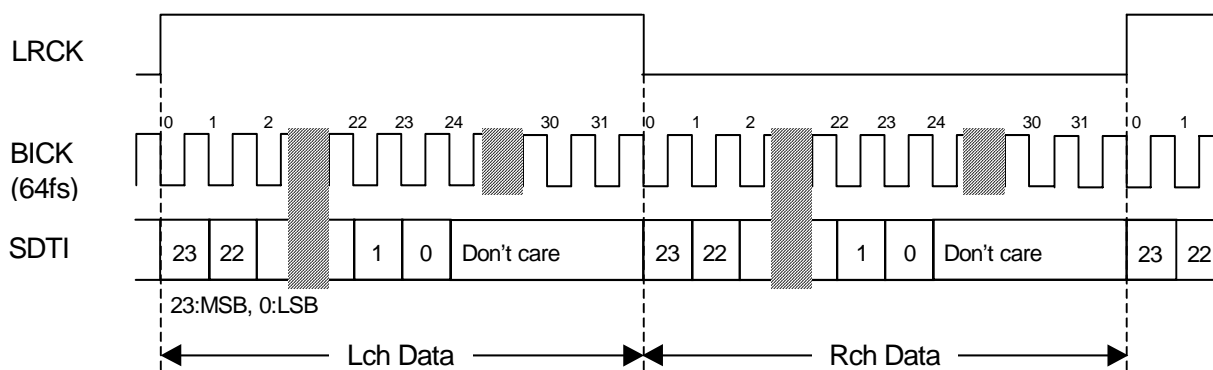 LRCK
0 1 2 22 23 24 30 31 0 1 2 22 23 24 30 31 0 1
BICK
(64fs)
SDTI 23 22 1 0 Don't care 23 22 1 0 Don't care 23 22
23:MSB, 0:LSB
Lch Data Rch Data